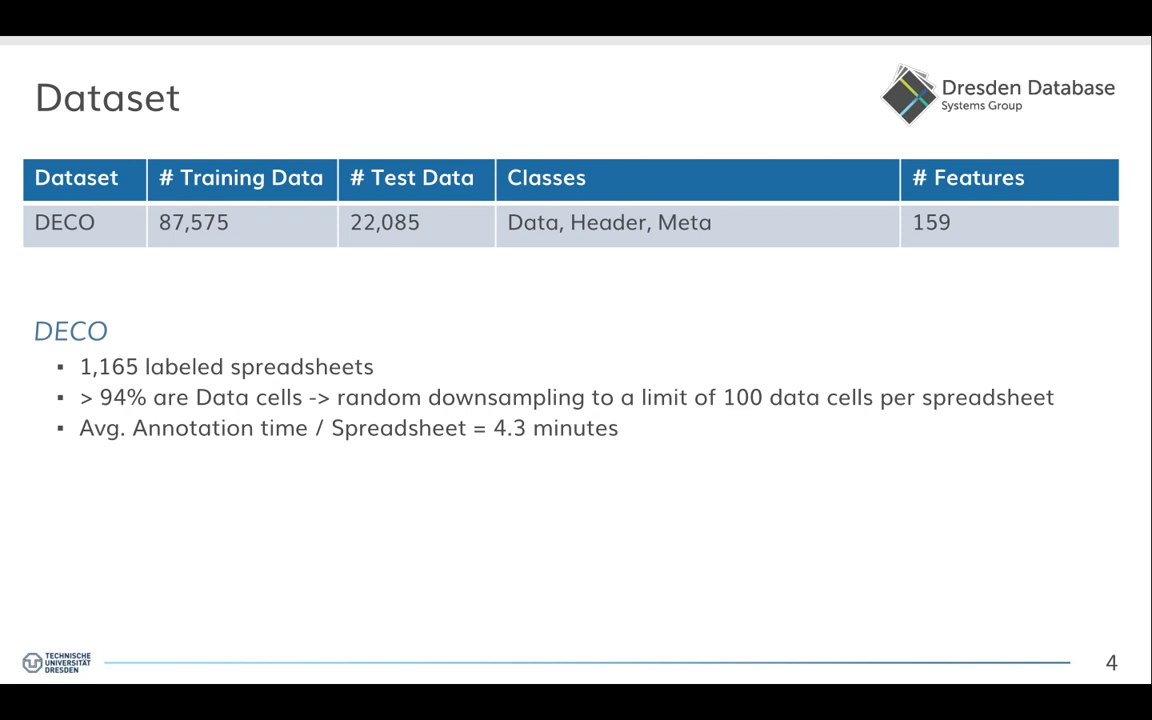 Dataset
Dresden Database
Systems Group
Dataset # Training Data # Test Data Classes # Features
DECO 87,575 22,085 Data, Header, Meta 159
DECO
▪ 1,165 labeled spreadsheets
▪ > 94% are Data cells -> random downsampling to a limit of 100 data cells per spreadsheet
▪ Avg. Annotation time / Spreadsheet = 4.3 minutes
TECHNISCHE
UNIVERSITÄT
DRESDEN
4